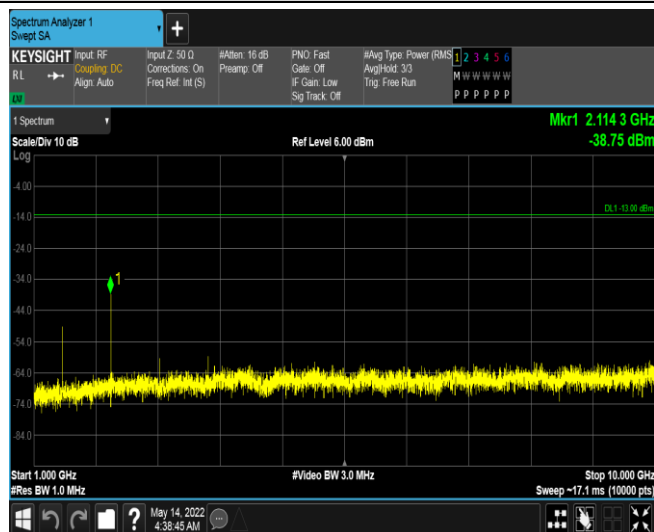 Spectrum Analyzer 1
Swept SA
+
KEYSIGHT
RL
Input: RF
Coupling: DC
Align: Auto
Input Z: 50 Ω
Corrections: On
Freq Ref: Int (S)
#Atten: 16 dB
Preamp: Off
PNO: Fast
Gate: Off
IF Gain: Low
Sig Track: Off
#Avg Type: Power (RMS
Avg|Hold: 3/3
Trig: Free Run
1 2 3 4 5 6
M W W W W W
P P P P P P
LXI
1 Spectrum
Mkr1 2.114 3 GHz
Scale/Div 10 dB
Ref Level 6.00 dBm
-38.75 dBm
Log
-4.00
DL1 -13.00 dBm
-14.0
-24.0
1
-34.0
-44.0
-54.0
-64.0
-74.0
-84.0
Start 1.000 GHz
#Video BW 3.0 MHz
Stop 10.000 GHz
#Res BW 1.0 MHz
Sweep ~17.1 ms (10000 pts)
?
May 14, 2022
4:38:45 AM